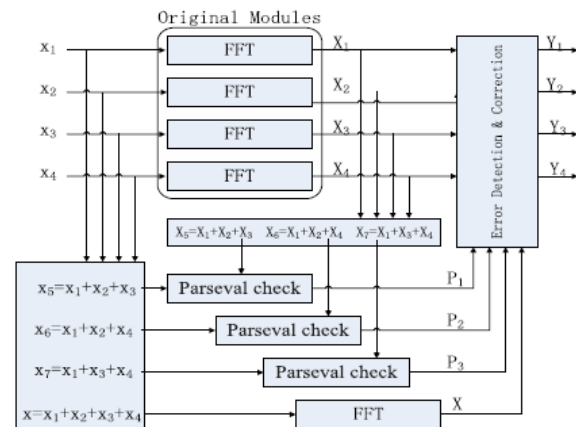 Original Modules
x₁ FFT X₁ Y₁
x₂ FFT X₂ Y₂
x₃ FFT X₃ Y₃
x₄ FFT X₄ Y₄
Error Detection & Correction
X₅=X₁+X₂+X₃ X₆=X₁+X₂+X₄ X₇=X₁+X₃+X₄
x₅=x₁+x₂+x₃ Parseval check P₁
x₆=x₁+x₂+x₄ Parseval check P₂
x₇=x₁+x₃+x₄ Parseval check P₃
x=x₁+x₂+x₃+x₄ FFT X